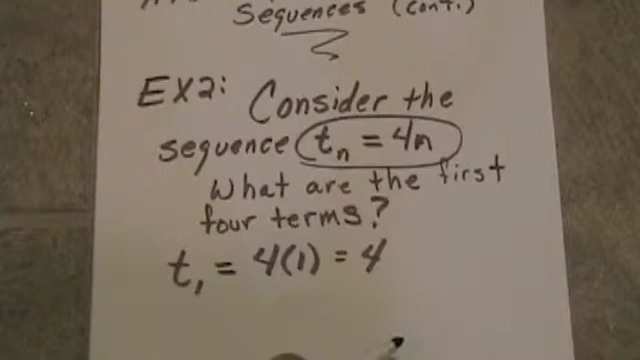 Sequences (cont.)
EX2: Consider the
sequence tₙ = 4n
What are the first
four terms?
t₁ = 4(1) = 4